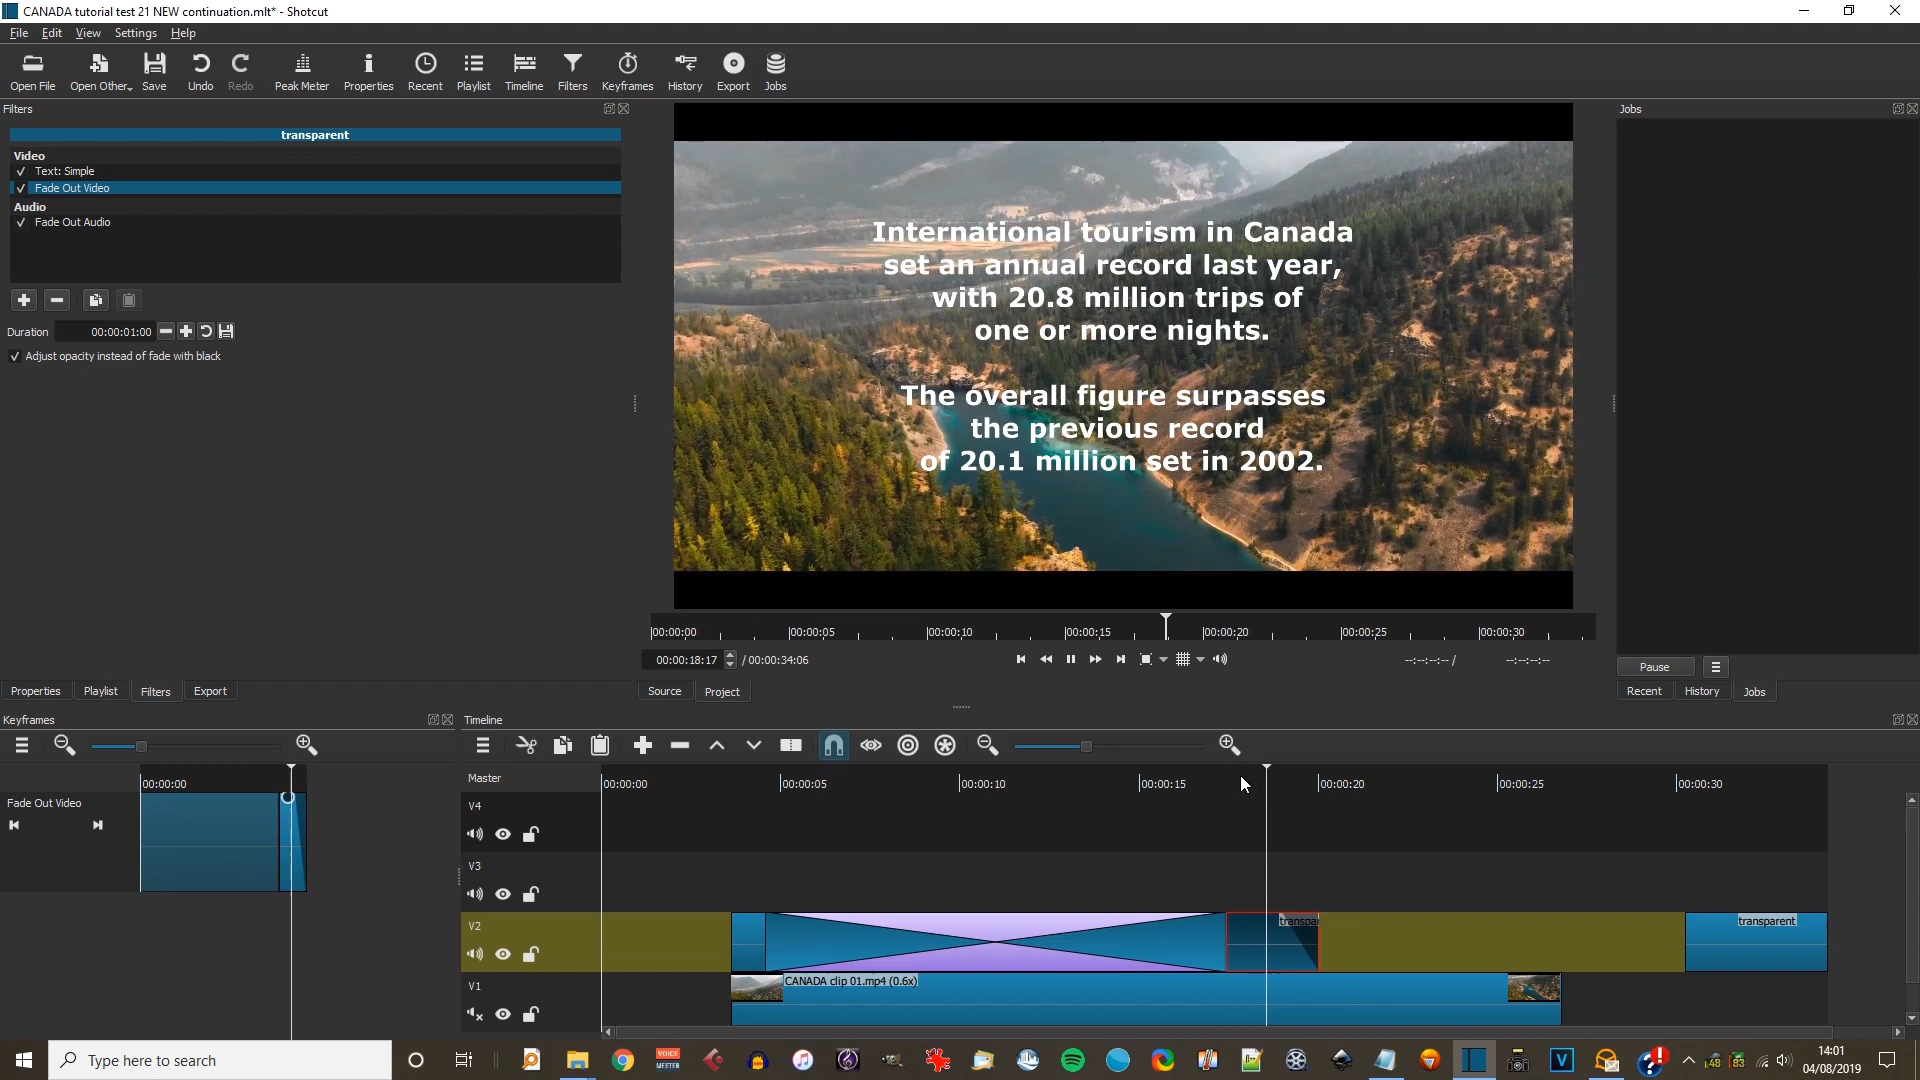 CANADA tutorial test 21 NEW continuation.mlt* - Shotcut
File Edit View Settings Help
Open File Open Other Save Undo Redo Peak Meter Properties Recent Playlist Timeline Filters Keyframes History Export Jobs
Filters
Jobs
transparent
Video
Text: Simple
Fade Out Video
Audio
Fade Out Audio
Duration 00:00:01:00
Adjust opacity instead of fade with black
International tourism in Canada
set an annual record last year,
with 20.8 million trips of
one or more nights.
The overall figure surpasses
the previous record
of 20.1 million set in 2002.
00:00:00 00:00:05 00:00:10 00:00:15 00:00:20 00:00:25 00:00:30
00:00:18:17 / 00:00:34:06 --:--:--:-- / --:--:--:--
Pause
Properties Playlist Filters Export
Source Project
Recent History Jobs
Keyframes
Timeline
Master
00:00:00
00:00:00 00:00:05 00:00:10 00:00:15 00:00:20 00:00:25 00:00:30
Fade Out Video
V4
V3
V2
transpar
transparent
V1
CANADA clip 01.mp4 (0.6x)
Type here to search
VOICE
MEETER
V
48
83
14:01
04/08/2019